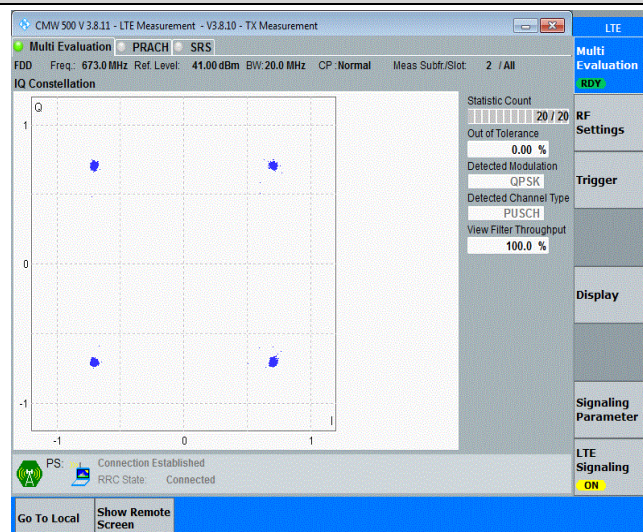 CMW 500 V 3.8.11 - LTE Measurement - V3.8.10 - TX Measurement
LTE
Multi Evaluation PRACH SRS
Multi
Evaluation
RDY
FDD Freq.: 673.0 MHz Ref. Level: 41.00 dBm BW: 20.0 MHz CP : Normal Meas Subfr./Slot: 2 / All
IQ Constellation
Q
1
0
-1
I
-1 0 1
Statistic Count
20 / 20
Out of Tolerance
0.00 %
Detected Modulation
QPSK
Detected Channel Type
PUSCH
View Filter Throughput
100.0 %
RF
Settings
Trigger
Display
Signaling
Parameter
LTE
Signaling
ON
PS: Connection Established
RRC State: Connected
Go To Local
Show Remote
Screen